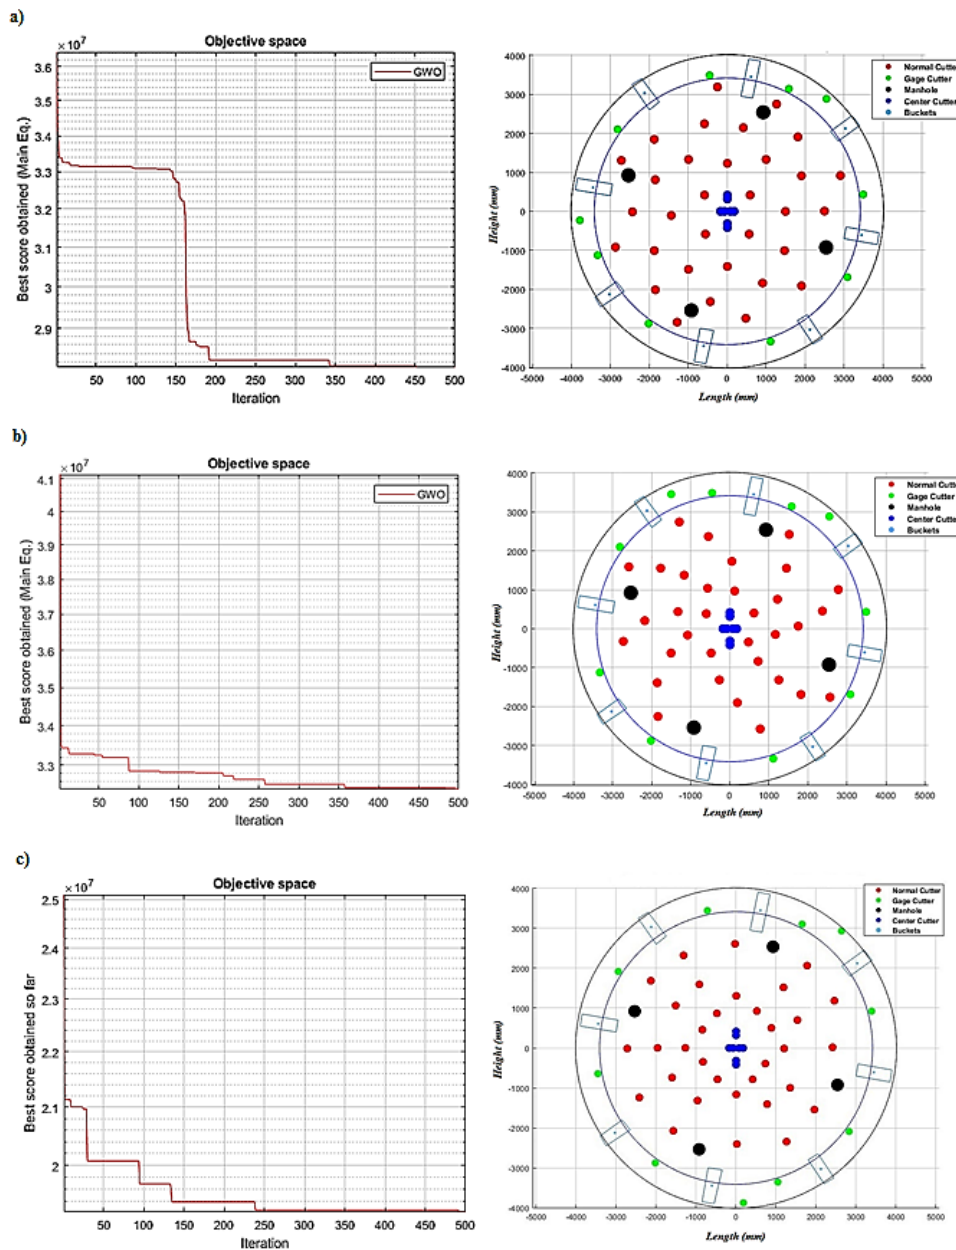 a)
Objective space
×10⁷
GWO
3.6
3.5
3.4
3.3
3.2
3.1
3
2.9
Best score obtained (Main Eq.)
50 100 150 200 250 300 350 400 450 500
Iteration
4000
3000
2000
1000
0
-1000
-2000
-3000
-4000
Height (mm)
-5000 -4000 -3000 -2000 -1000 0 1000 2000 3000 4000 5000
Length (mm)
Normal Cutter
Gage Cutter
Manhole
Center Cutter
Buckets
b)
Objective space
×10⁷
GWO
4.1
4
3.9
3.8
3.7
3.6
3.5
3.4
3.3
Best score obtained (Main Eq.)
50 100 150 200 250 300 350 400 450 500
Iteration
4000
3000
2000
1000
0
-1000
-2000
-3000
-4000
Height (mm)
-5000 -4000 -3000 -2000 -1000 0 1000 2000 3000 4000 5000
Length (mm)
Normal Cutte
Gage Cutter
Manhole
Center Cutter
Buckets
c)
Objective space
×10⁷
2.5
2.4
2.3
2.2
2.1
2
Best score obtained so far
50 100 150 200 250 300 350 400 450 500
Iteration
4000
3000
2000
1000
0
-1000
-2000
-3000
-4000
Height (mm)
-5000 -4000 -3000 -2000 -1000 0 1000 2000 3000 4000 5000
Length (mm)
Normal Cutter
Gage Cutter
Manhole
Center Cutter
Buckets